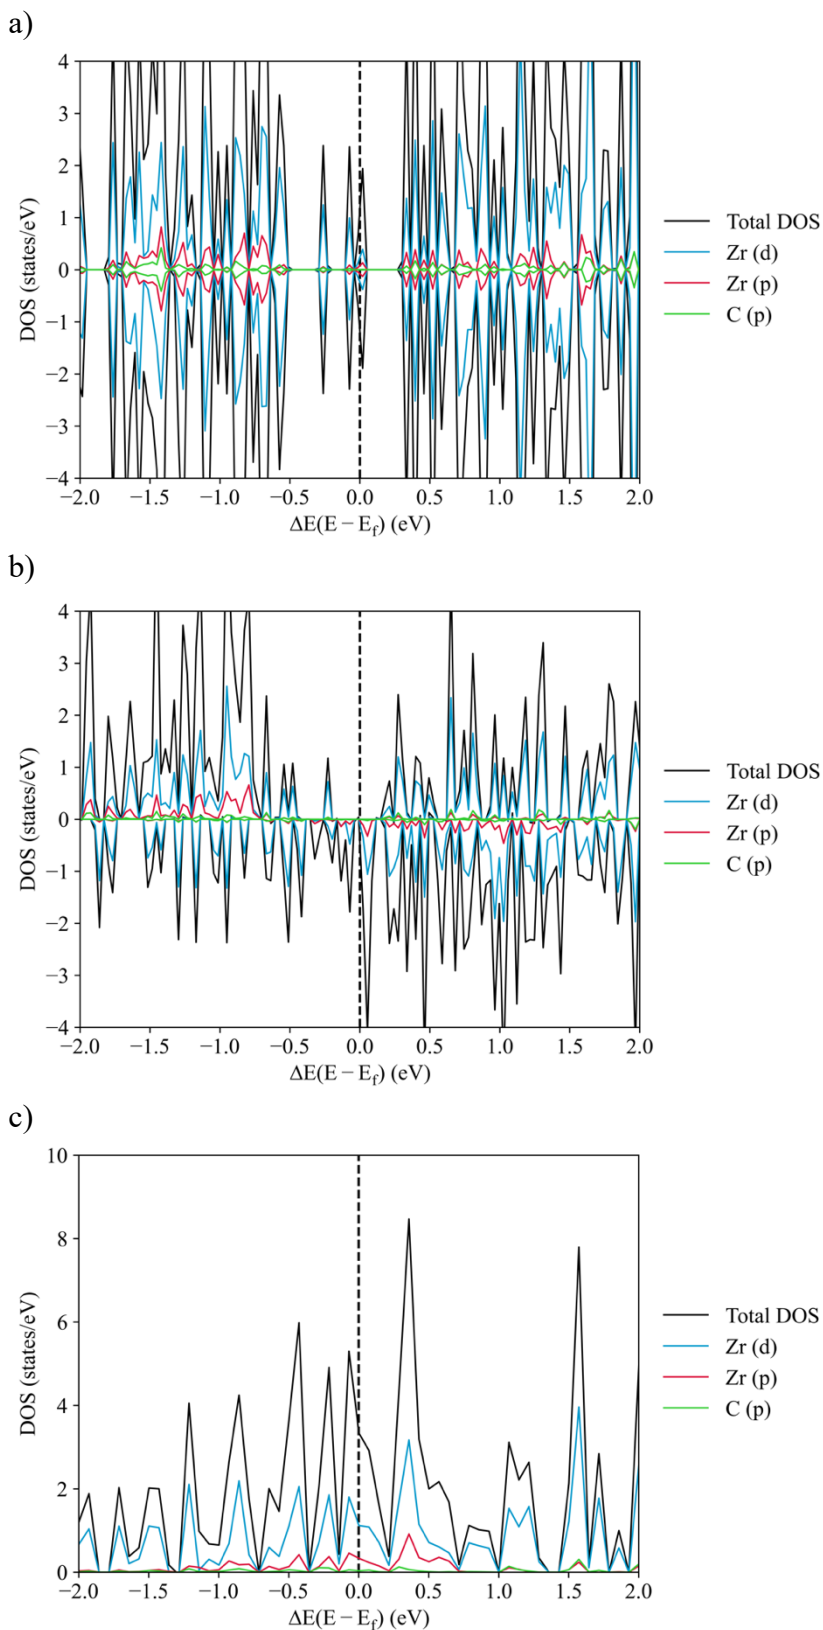 a)
4
3
2
1
0
−1
−2
−3
−4
DOS (states/eV)
−2.0 −1.5 −1.0 −0.5 0.0 0.5 1.0 1.5 2.0
ΔE(E − Ef) (eV)
Total DOS
Zr (d)
Zr (p)
C (p)
b)
4
3
2
1
0
−1
−2
−3
−4
DOS (states/eV)
−2.0 −1.5 −1.0 −0.5 0.0 0.5 1.0 1.5 2.0
ΔE(E − Ef) (eV)
Total DOS
Zr (d)
Zr (p)
C (p)
c)
10
8
6
4
2
0
DOS (states/eV)
−2.0 −1.5 −1.0 −0.5 0.0 0.5 1.0 1.5 2.0
ΔE(E − Ef) (eV)
Total DOS
Zr (d)
Zr (p)
C (p)